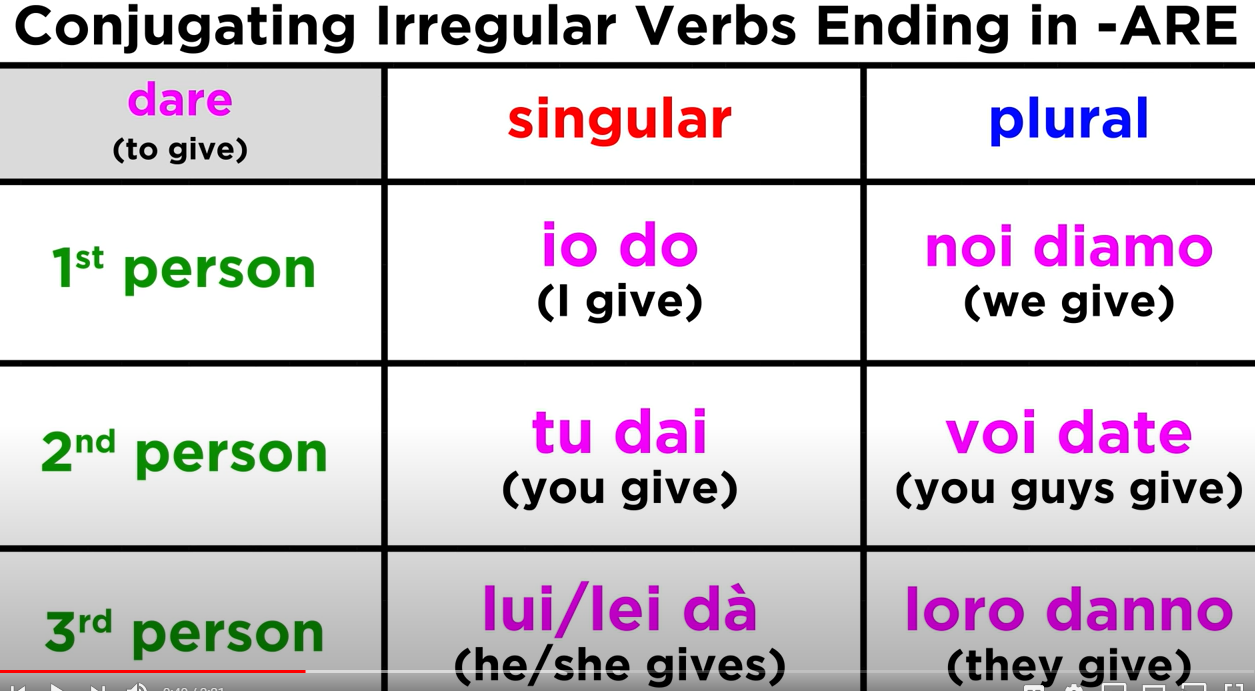 Conjugating Irregular Verbs Ending in -ARE
dare
(to give)
singular
plural
1st person
io do
(I give)
noi diamo
(we give)
2nd person
tu dai
(you give)
voi date
(you guys give)
3rd person
lui/lei dà
(he/she gives)
loro danno
(they give)